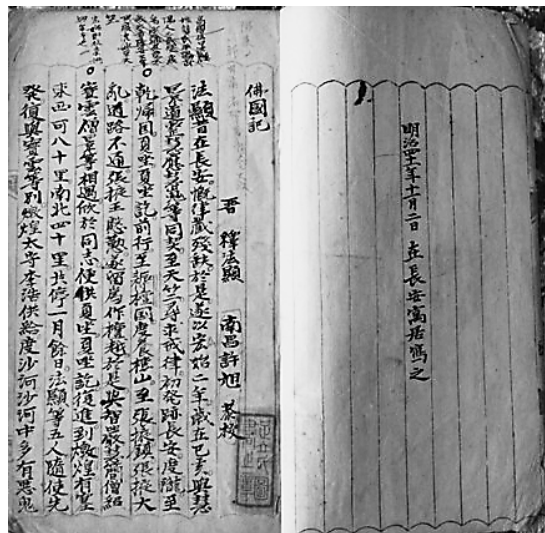 明治四十一年十一月二日 在長安寓居寫之
佛國記
晋 釋法顯 南昌許旭 恭校
法顯昔在長安慨律藏殘缺於是遂以宏始二年歲在己亥與慧
景道整慧應慧嵬等同契至天竺尋求戒律初發跡長安度隴至
乾歸國夏坐夏坐訖前行至耨檀國度養樓山至張掖鎮張掖大
亂道路不通張掖王慇懃遂留爲作檀越於是與智嚴慧簡僧紹
寶雲僧景等相遇欣於同志便共夏坐夏坐訖復進到燉煌有塞
東西可八十里南北四十里共停一月餘日法顯等五人隨使先
發復與寶雲等別燉煌太守李浩供給度沙河沙河中多有惡鬼